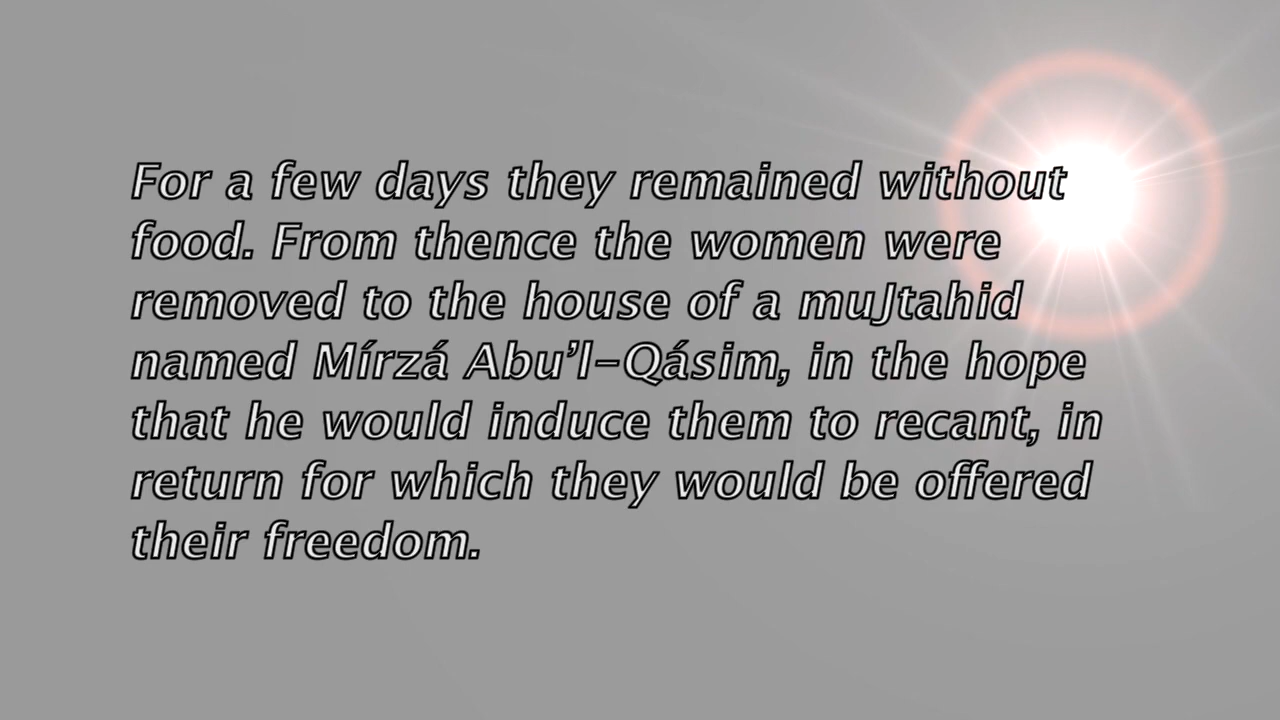 For a few days they remained without
food. From thence the women were
removed to the house of a muJtahid
named Mírzá Abu’l-Qásim, in the hope
that he would induce them to recant, in
return for which they would be offered
their freedom.